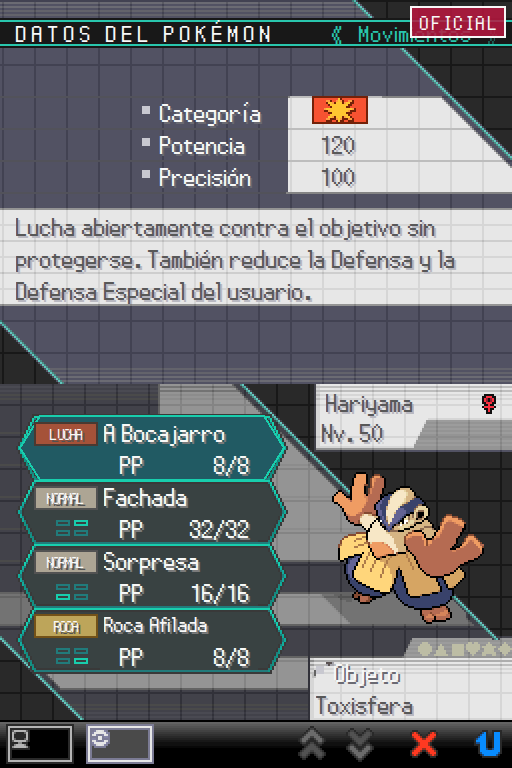 DATOS DEL POKÉMON
OFICIAL
Categoría
Potencia 120
Precisión 100
Lucha abiertamente contra el objetivo sin
protegerse. También reduce la Defensa y la
Defensa Especial del usuario.
Hariyama
Nv. 50
LUCHA A Bocajarro
PP 8/8
NORMAL Fachada
PP 32/32
NORMAL Sorpresa
PP 16/16
ROCA Roca Afilada
PP 8/8
Objeto
Toxisfera